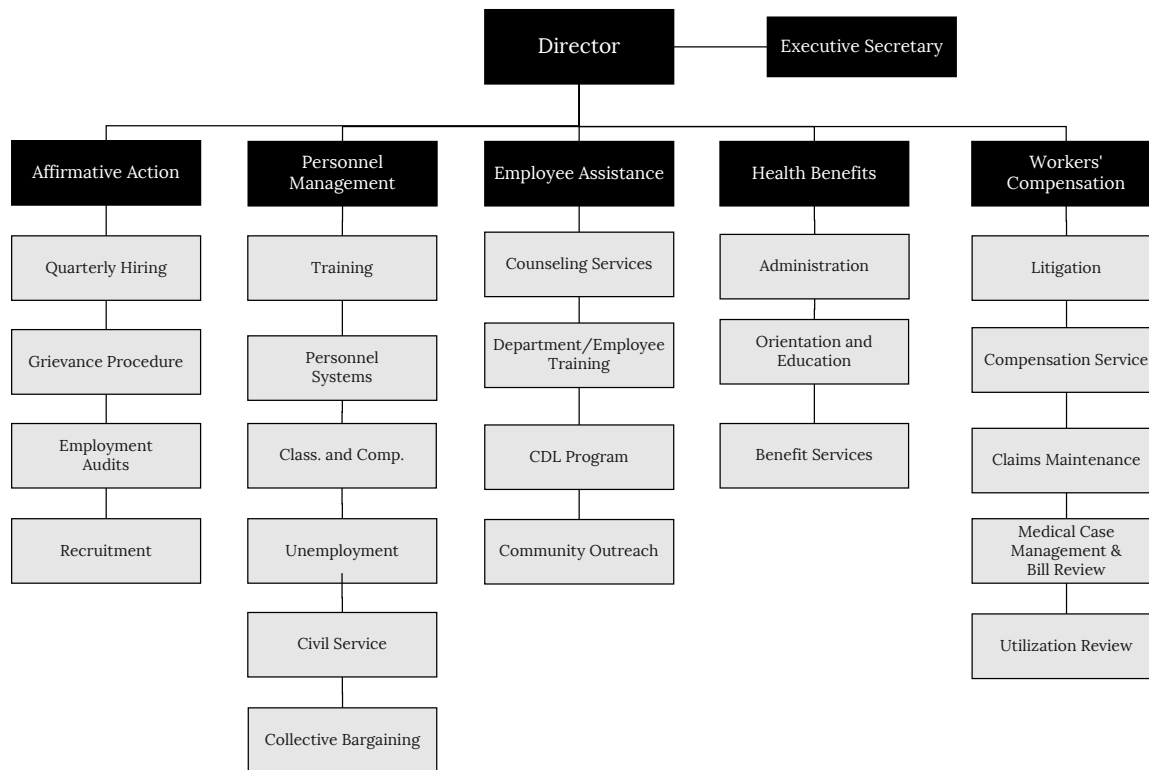 Director
Executive Secretary
Affirmative Action
Personnel
Management
Employee Assistance
Health Benefits
Workers'
Compensation
Quarterly Hiring
Grievance Procedure
Employment
Audits
Recruitment
Training
Personnel
Systems
Class. and Comp.
Unemployment
Civil Service
Collective Bargaining
Counseling Services
Department/Employee
Training
CDL Program
Community Outreach
Administration
Orientation and
Education
Benefit Services
Litigation
Compensation Service
Claims Maintenance
Medical Case
Management &
Bill Review
Utilization Review